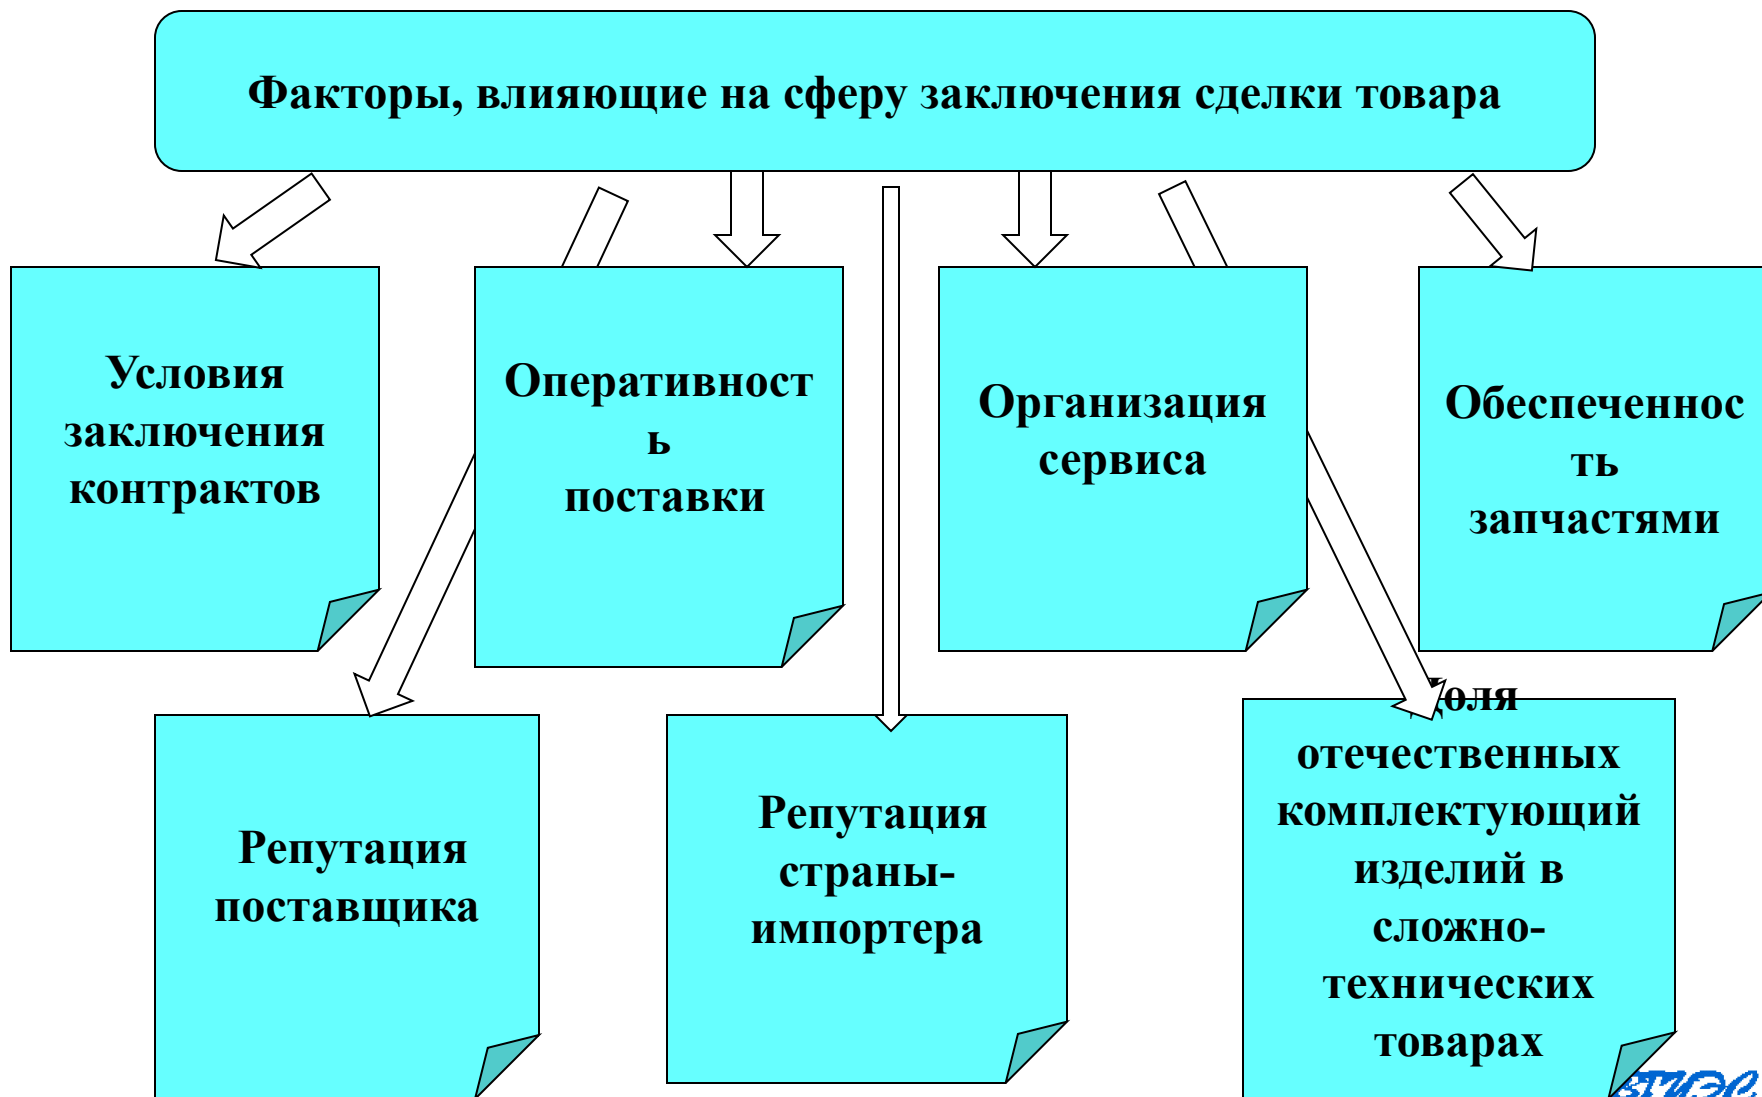 Факторы, влияющие на сферу заключения сделки товара
Условия
заключения
контрактов
Оперативност
ь
поставки
Организация
сервиса
Обеспеченнос
ть
запчастями
Репутация
поставщика
Репутация
страны-
импортера
Доля
отечественных
комплектующий
изделий в
сложно-
технических
товарах